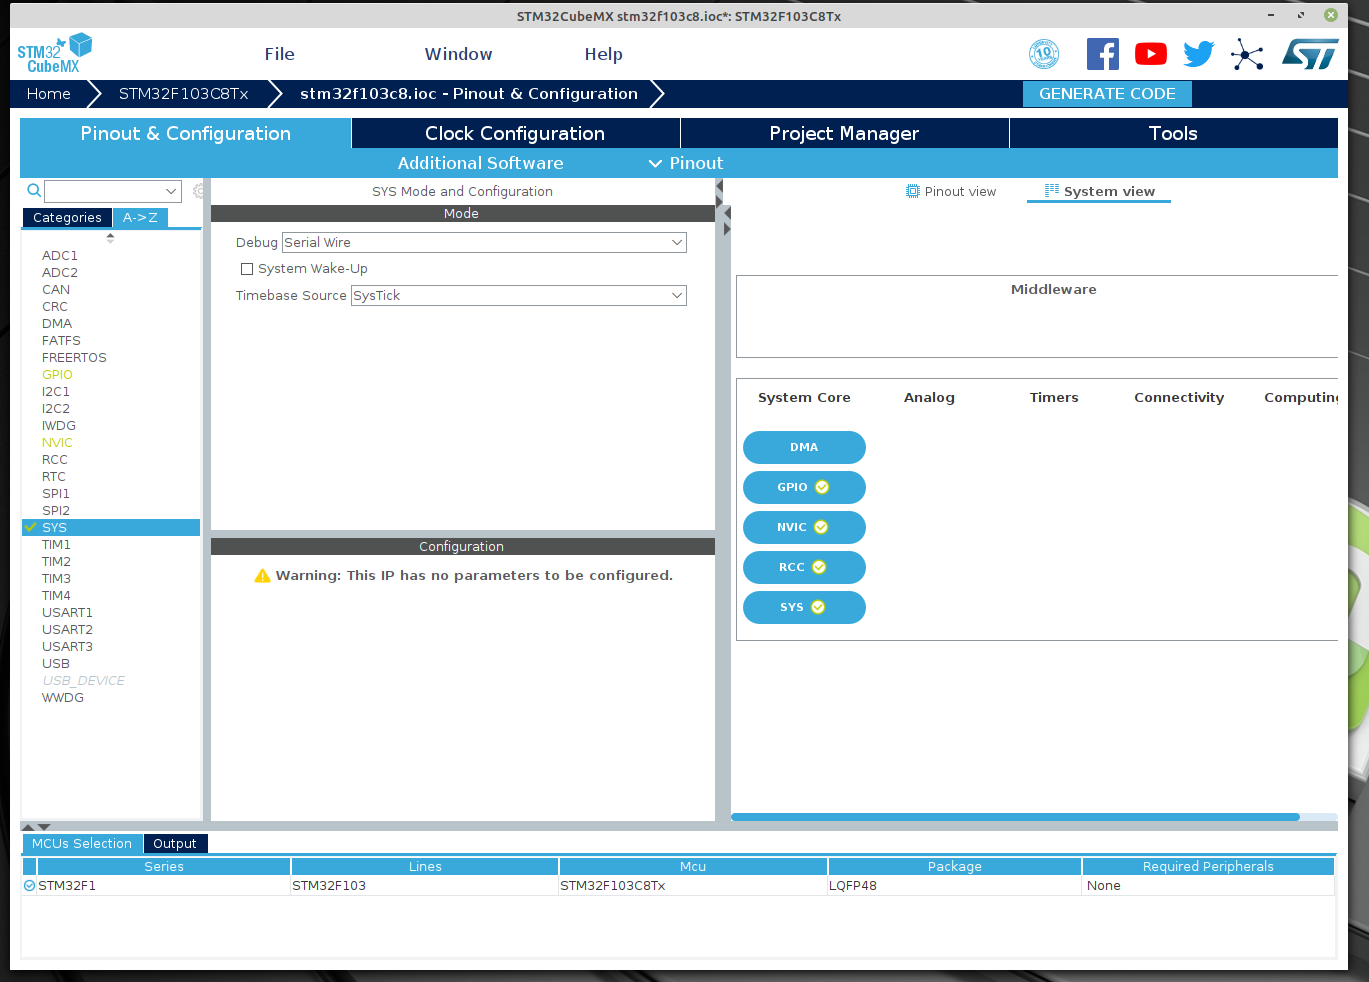 STM32CubeMX stm32f103c8.ioc*: STM32F103C8Tx
STM32
CubeMX
File
Window
Help
10
Home
STM32F103C8Tx
stm32f103c8.ioc - Pinout & Configuration
GENERATE CODE
Pinout & Configuration
Clock Configuration
Project Manager
Tools
Additional Software
Pinout
SYS Mode and Configuration
Pinout view
System view
Categories
A->Z
ADC1
ADC2
CAN
CRC
DMA
FATFS
FREERTOS
GPIO
I2C1
I2C2
IWDG
NVIC
RCC
RTC
SPI1
SPI2
SYS
TIM1
TIM2
TIM3
TIM4
USART1
USART2
USART3
USB
USB_DEVICE
WWDG
Mode
Debug Serial Wire
System Wake-Up
Timebase Source SysTick
Configuration
Warning: This IP has no parameters to be configured.
Middleware
System Core Analog Timers Connectivity Computing
DMA
GPIO
NVIC
RCC
SYS
MCUs Selection Output
Series Lines Mcu Package Required Peripherals
STM32F1 STM32F103 STM32F103C8Tx LQFP48 None